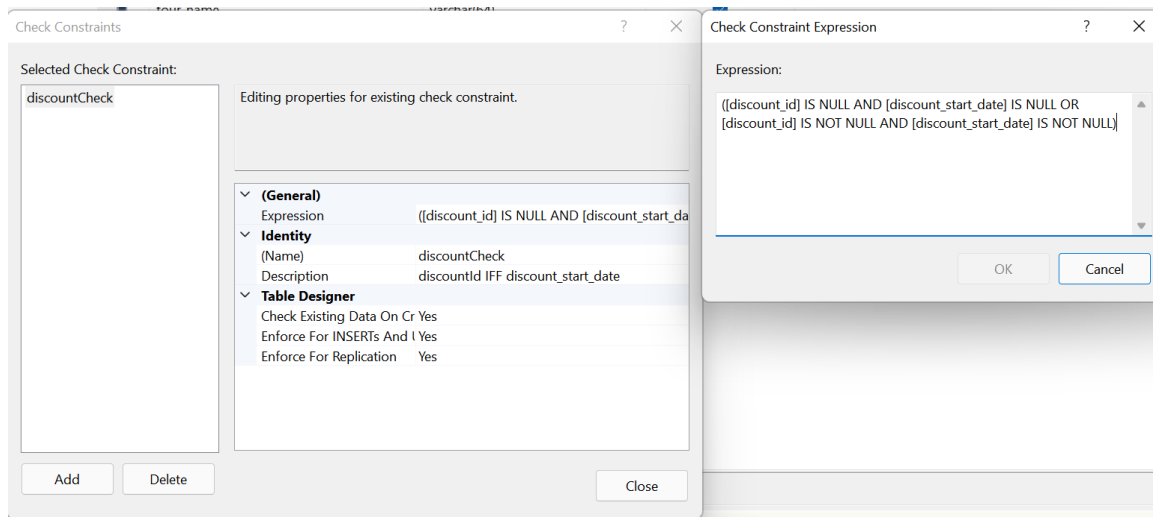 tour_name varchar(64)
Check Constraints ? ×
Selected Check Constraint:
discountCheck
Editing properties for existing check constraint.
(General)
Expression ([discount_id] IS NULL AND [discount_start_da
Identity
(Name) discountCheck
Description discountId IFF discount_start_date
Table Designer
Check Existing Data On Cr Yes
Enforce For INSERTs And U Yes
Enforce For Replication Yes
Add Delete
Close
Check Constraint Expression ? ×
Expression:
([discount_id] IS NULL AND [discount_start_date] IS NULL OR
[discount_id] IS NOT NULL AND [discount_start_date] IS NOT NULL)
OK Cancel